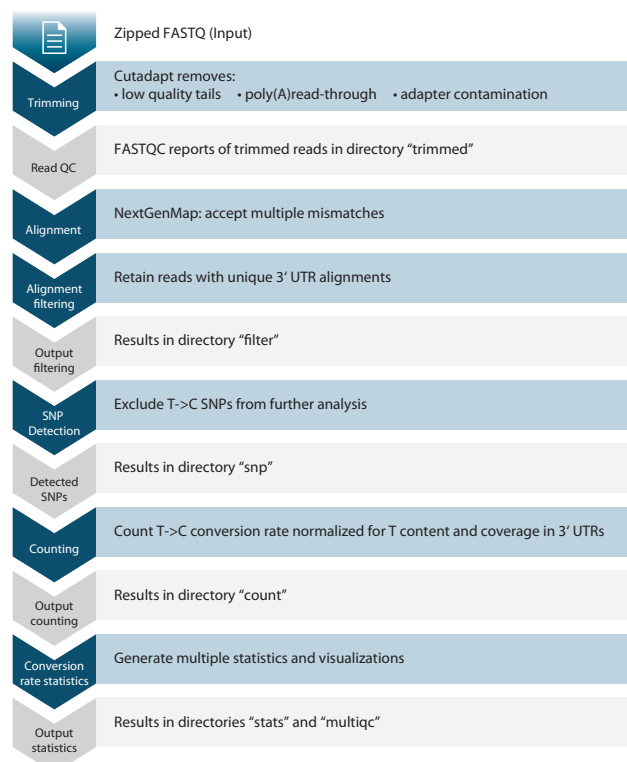 Zipped FASTQ (Input)
Trimming
Cutadapt removes:
• low quality tails • poly(A)read-through • adapter contamination
Read QC
FASTQC reports of trimmed reads in directory “trimmed”
Alignment
NextGenMap: accept multiple mismatches
Alignment
filtering
Retain reads with unique 3‘ UTR alignments
Output
filtering
Results in directory “filter”
SNP
Detection
Exclude T->C SNPs from further analysis
Detected
SNPs
Results in directory “snp”
Counting
Count T->C conversion rate normalized for T content and coverage in 3‘ UTRs
Output
counting
Results in directory “count”
Conversion
rate statistics
Generate multiple statistics and visualizations
Output
statistics
Results in directories “stats” and “multiqc”